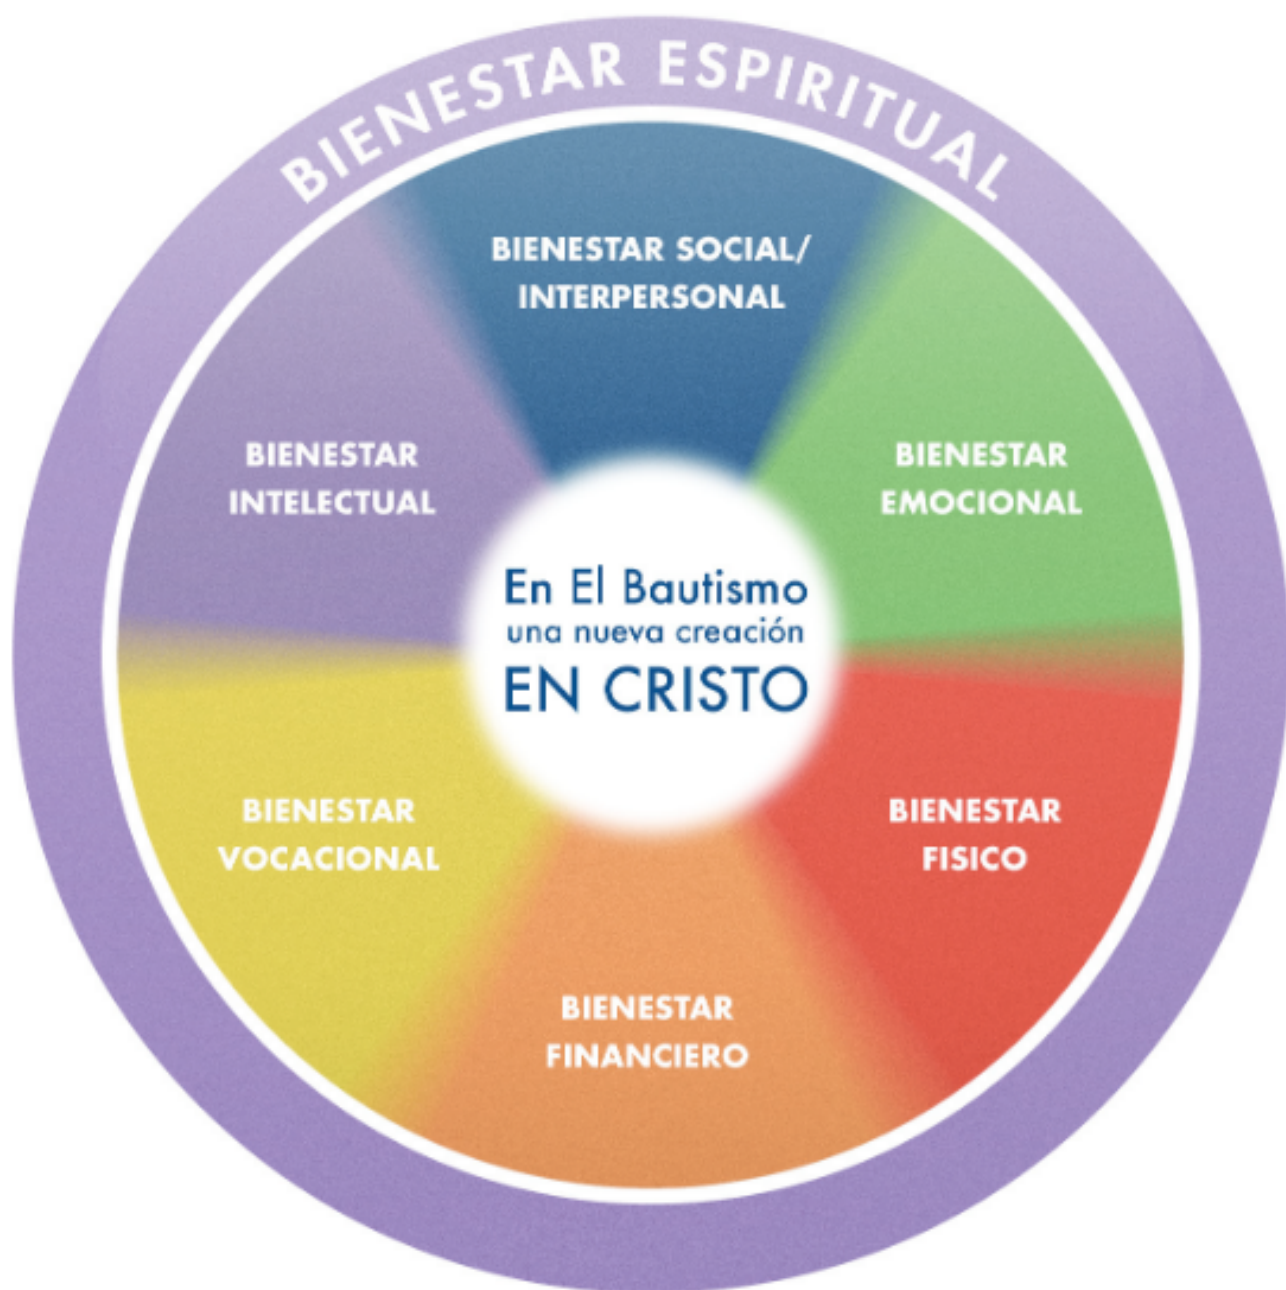 BIENESTAR ESPIRITUAL
BIENESTAR SOCIAL/
INTERPERSONAL
BIENESTAR
EMOCIONAL
BIENESTAR
FISICO
BIENESTAR
FINANCIERO
BIENESTAR
VOCACIONAL
BIENESTAR
INTELECTUAL
En El Bautismo
una nueva creación
EN CRISTO